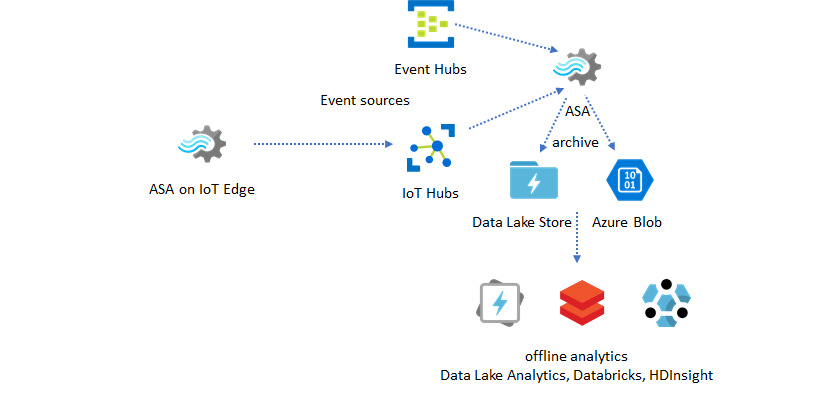 Event Hubs
Event sources
ASA
archive
ASA on IoT Edge
IoT Hubs
10
01
Data Lake Store
Azure Blob
offline analytics
Data Lake Analytics, Databricks, HDInsight